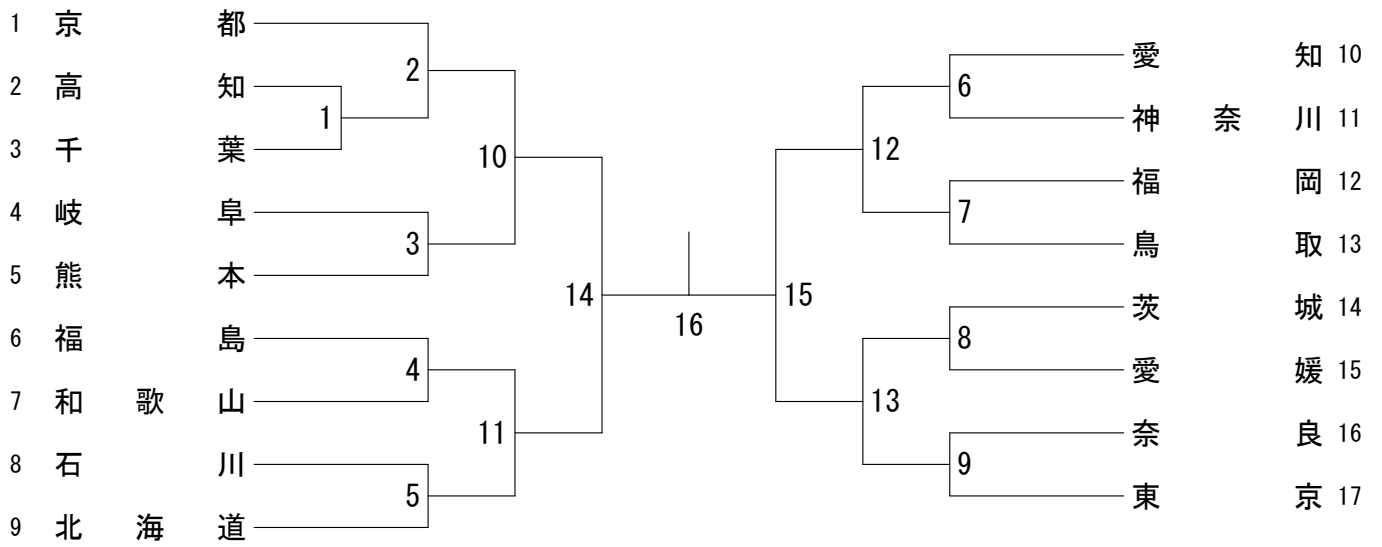 1 京都
2 高知
3 千葉
4 岐阜
5 熊本
6 福島
7 和歌山
8 石川
9 北海道
1
2
3
4
5
10
11
14
16
15
12
13
6
7
8
9
愛知 10
神奈川 11
福岡 12
鳥取 13
茨城 14
愛媛 15
奈良 16
東京 17